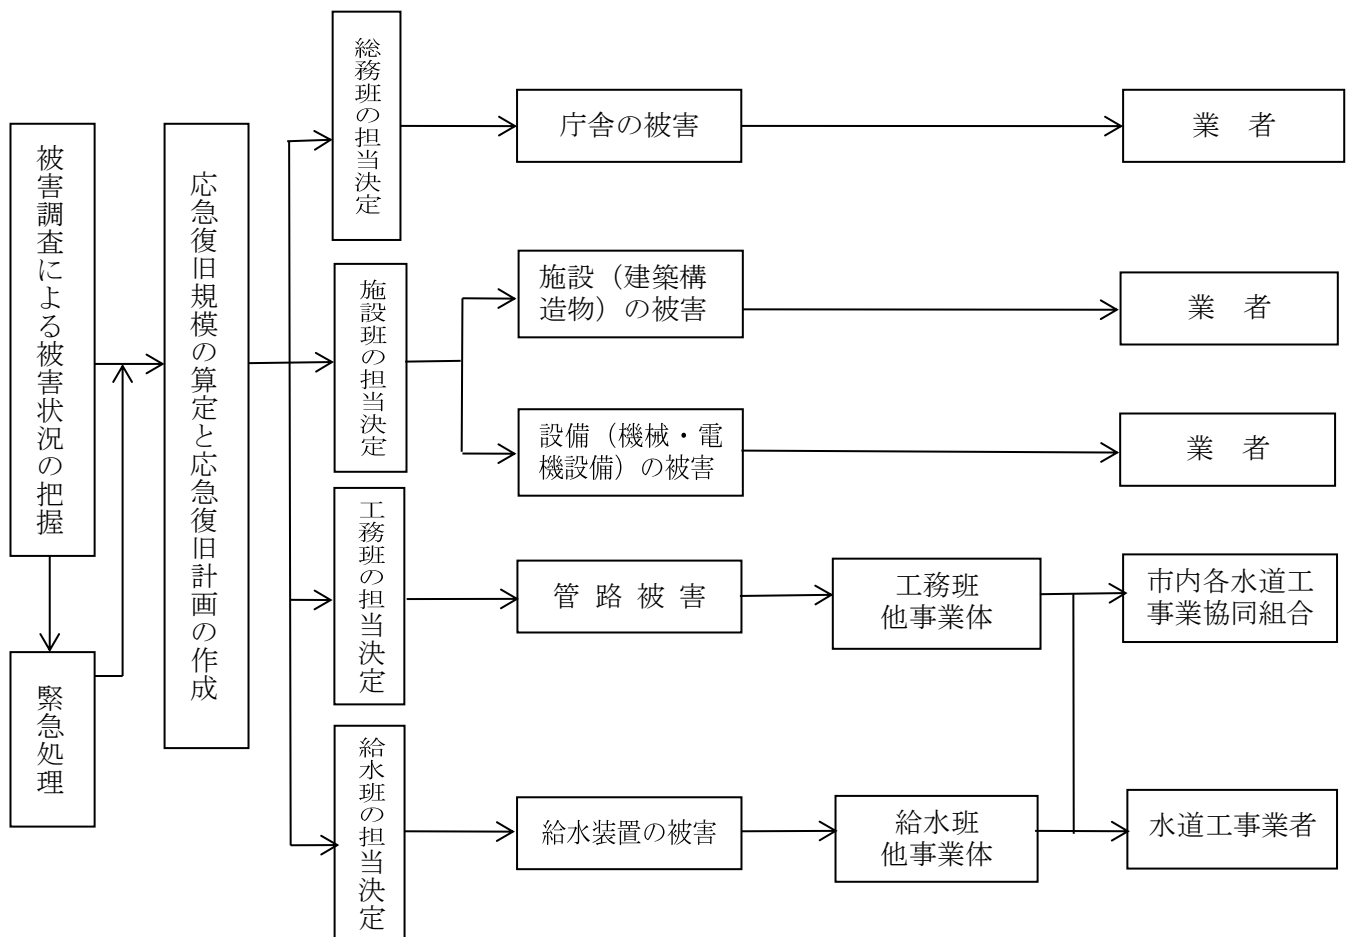 被害調査による被害状況の把握
緊急処理
応急復旧規模の算定と応急復旧計画の作成
総務班の担当決定
庁舎の被害
業　者
施設班の担当決定
施設（建築構
造物）の被害
業　者
設備（機械・電
機設備）の被害
業　者
工務班の担当決定
管 路 被 害
工務班
他事業体
市内各水道工
事業協同組合
給水班の担当決定
給水装置の被害
給水班
他事業体
水道工事業者